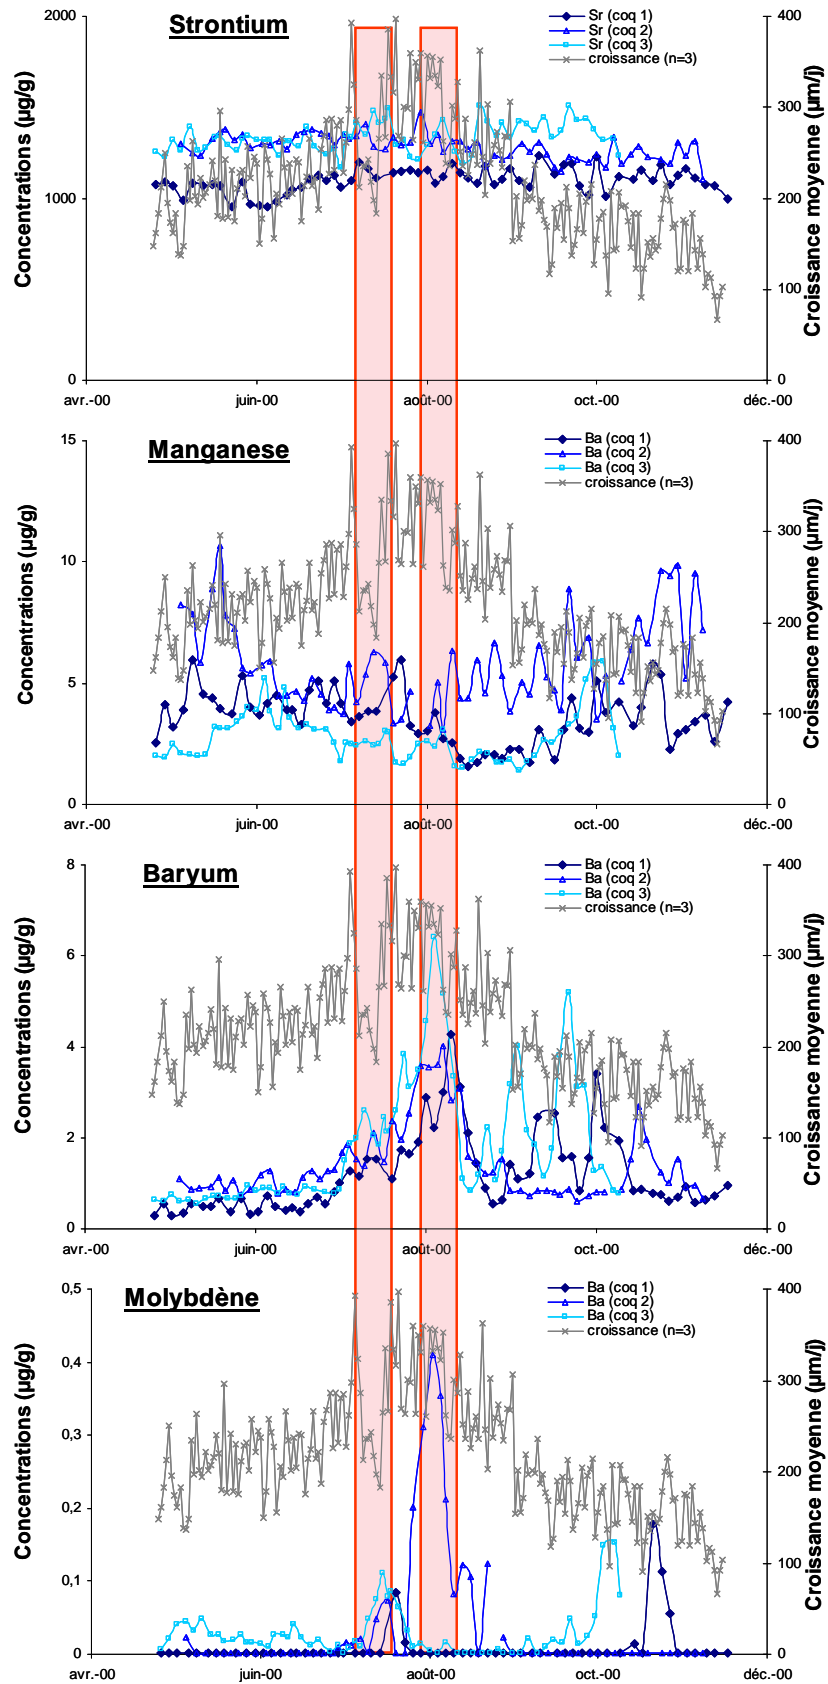 Strontium
Sr (coq 1)
Sr (coq 2)
Sr (coq 3)
croissance (n=3)
Concentrations (µg/g)
2000
1000
0
400
300
200
100
0
Croissance moyenne (µm/j)
avr.-00
juin-00
août-00
oct.-00
déc.-00
Manganese
Ba (coq 1)
Ba (coq 2)
Ba (coq 3)
croissance (n=3)
Concentrations (µg/g)
15
10
5
0
400
300
200
100
0
Croissance moyenne (µm/j)
avr.-00
juin-00
août-00
oct.-00
déc.-00
Baryum
Ba (coq 1)
Ba (coq 2)
Ba (coq 3)
croissance (n=3)
Concentrations (µg/g)
8
6
4
2
0
400
300
200
100
0
Croissance moyenne (µm/j)
avr.-00
juin-00
août-00
oct.-00
déc.-00
Molybdène
Ba (coq 1)
Ba (coq 2)
Ba (coq 3)
croissance (n=3)
Concentrations (µg/g)
0,5
0,4
0,3
0,2
0,1
0
400
300
200
100
0
Croissance moyenne (µm/j)
avr.-00
juin-00
août-00
oct.-00
déc.-00